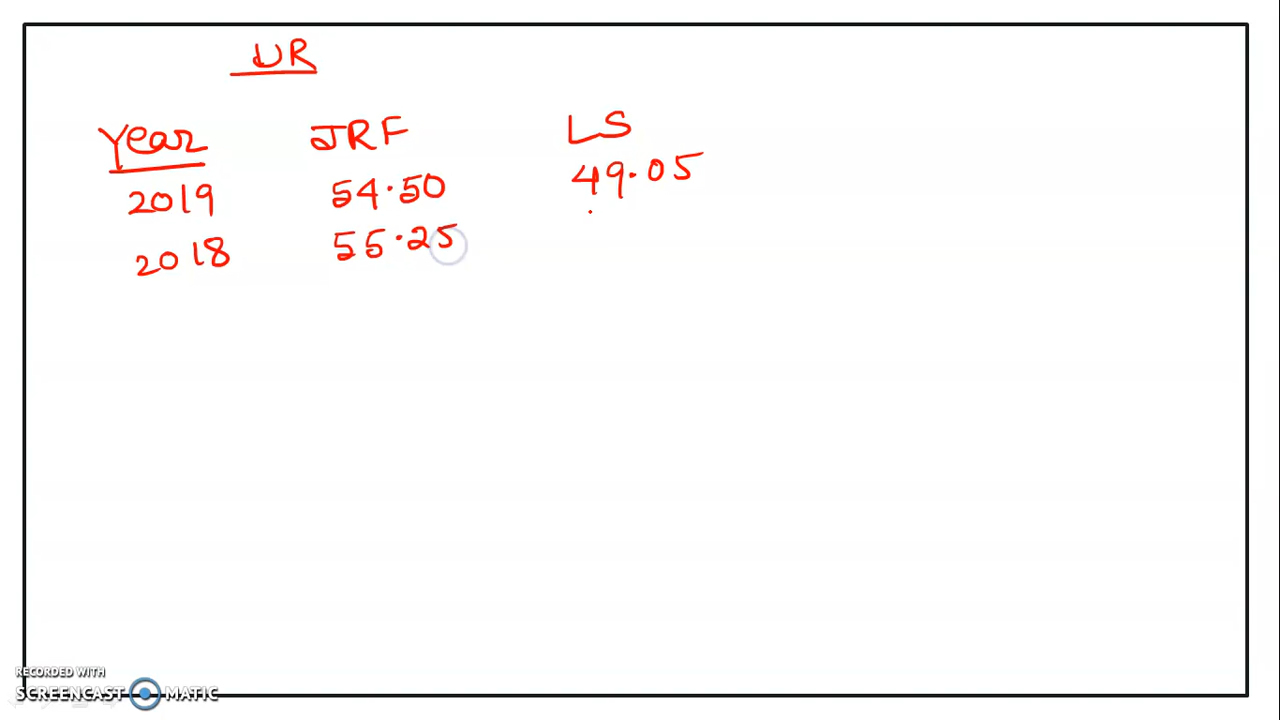 UR
Year JRF LS
2019 54.50 49.05
2018 55.25
RECORDED WITH
SCREENCAST MATIC